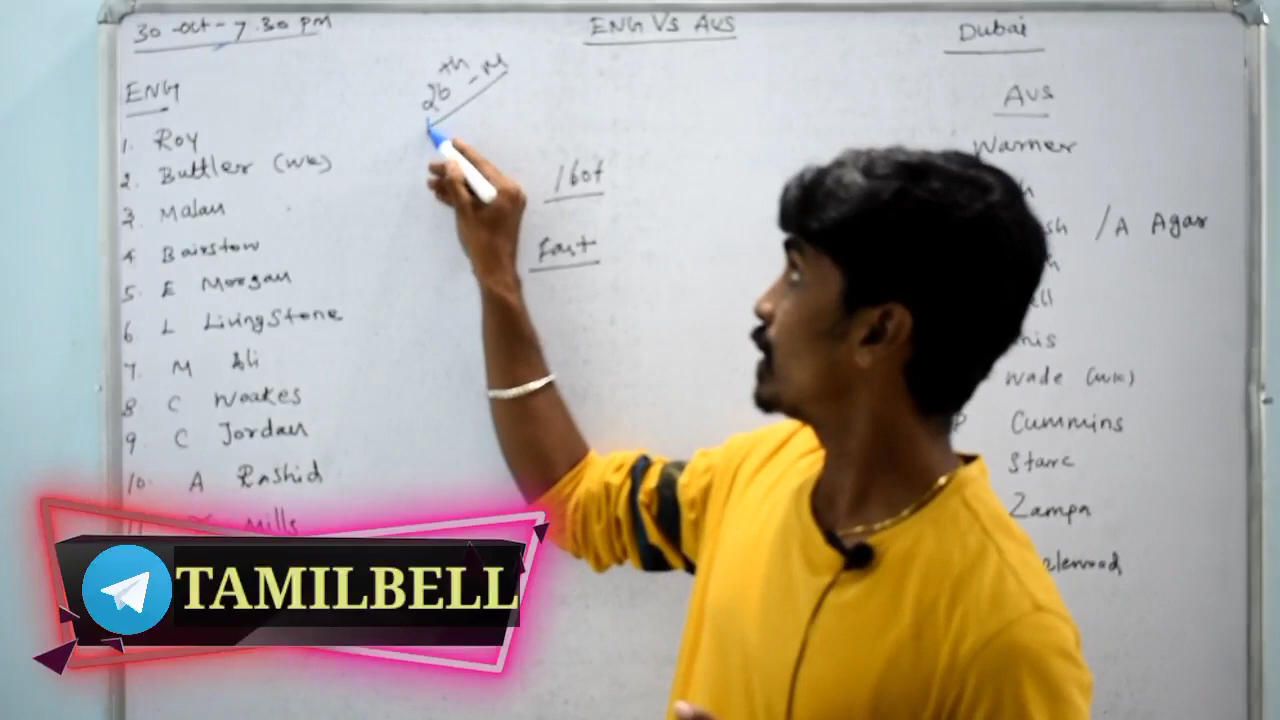 30-Oct-7.30 PM
ENG Vs AUS
Dubai
26th - M
ENG
AUS
1. Roy
Warner
2. Buttler (wk)
160+
3. Malan
/A Agar
4 Bairstow
Fast
5. E Morgan
6 L Livingstone
7. M Ali
Wade (wk)
8 C Woakes
P Cummins
9. C Jordan
Starc
10. A Rashid
Zampa
Mills
TAMILBELL